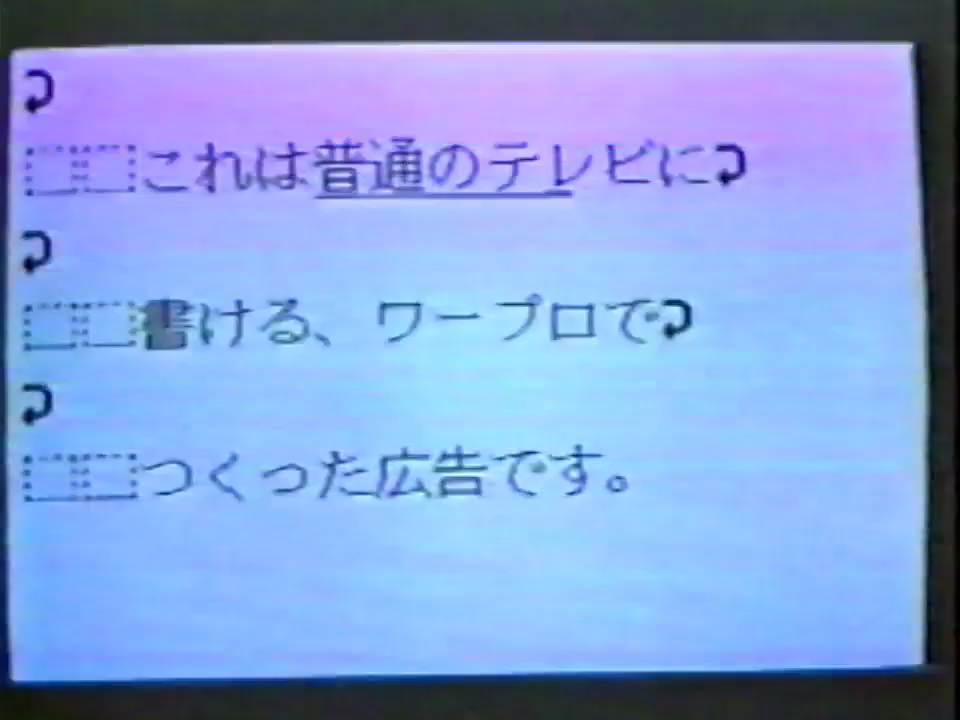 これは普通のテレビに
書ける、ワープロで
つくった広告です。